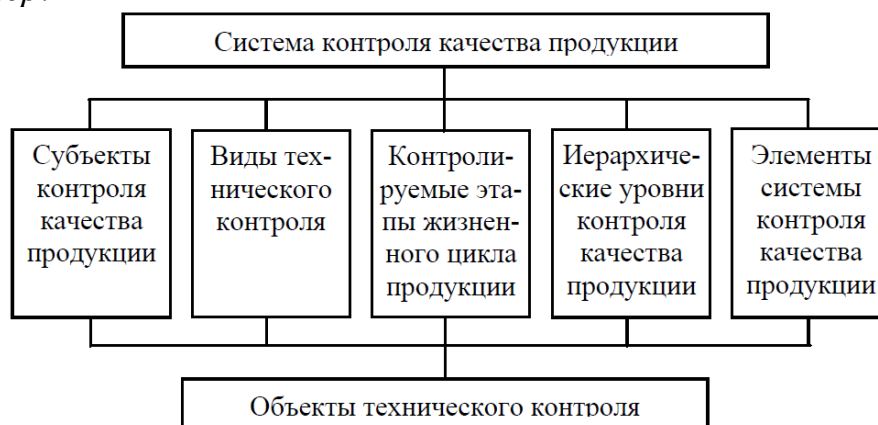 Система контроля качества продукции
Субъекты
контроля
качества
продукции
Виды тех-
нического
контроля
Контроли-
руемые эта-
пы жизнен-
ного цикла
продукции
Иерархиче-
ские уровни
контроля
качества
продукции
Элементы
системы
контроля
качества
продукции
Объекты технического контроля